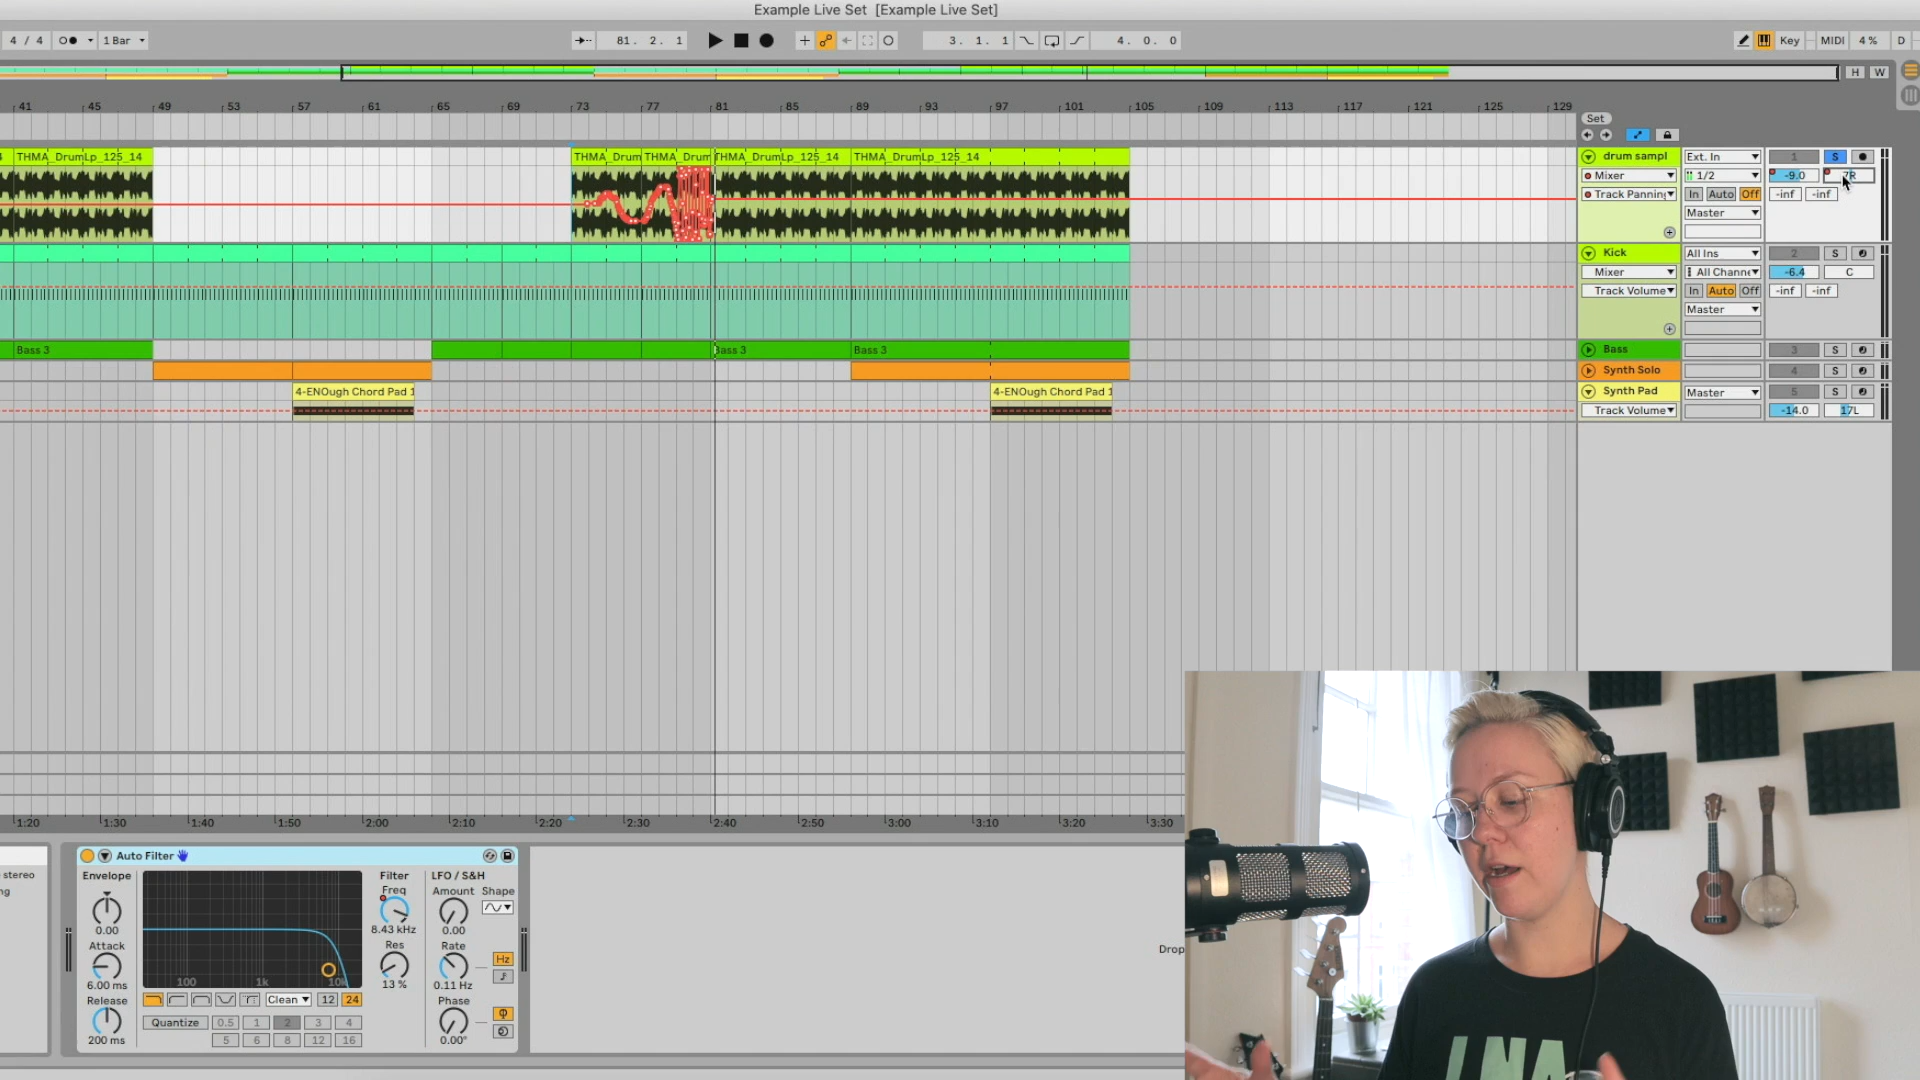 Example Live Set [Example Live Set]
4 / 4 1 Bar 81. 2. 1 3. 1. 1 4. 0. 0 Key MIDI 4 % D
H W
41 45 49 53 57 61 65 69 73 77 81 85 89 93 97 101 105 109 113 117 121 125 129
Set
THMA_DrumLp_125_14 THMA_Drum THMA_Drum THMA_DrumLp_125_14 THMA_DrumLp_125_14 drum sampl Ext. In 1 S
Mixer 1/2 -9.0 7R
Track Panning In Auto Off -inf -inf
Master
Kick All Ins 2 S
Mixer All Channe -6.4 C
Track Volume In Auto Off -inf -inf
Master
Bass 3 Bass 3 Bass 3 Bass 3 S
Synth Solo 4 S
4-ENOugh Chord Pad 1 4-ENOugh Chord Pad 1 Synth Pad Master 5 S
Track Volume -14.0 17L
1:20 1:30 1:40 1:50 2:00 2:10 2:20 2:30 2:40 2:50 3:00 3:10 3:20 3:30
Auto Filter
stereo
ng
Envelope
0.00
Attack
6.00 ms
Release
200 ms
100 1k 10k
Clean 12 24
Quantize 0.5 1 2 3 4
5 6 8 12 16
Filter
Freq
8.43 kHz
Res
13 %
LFO / S&H
Amount Shape
0.00
Rate
Hz
0.11 Hz
Phase
0.00°
Drop